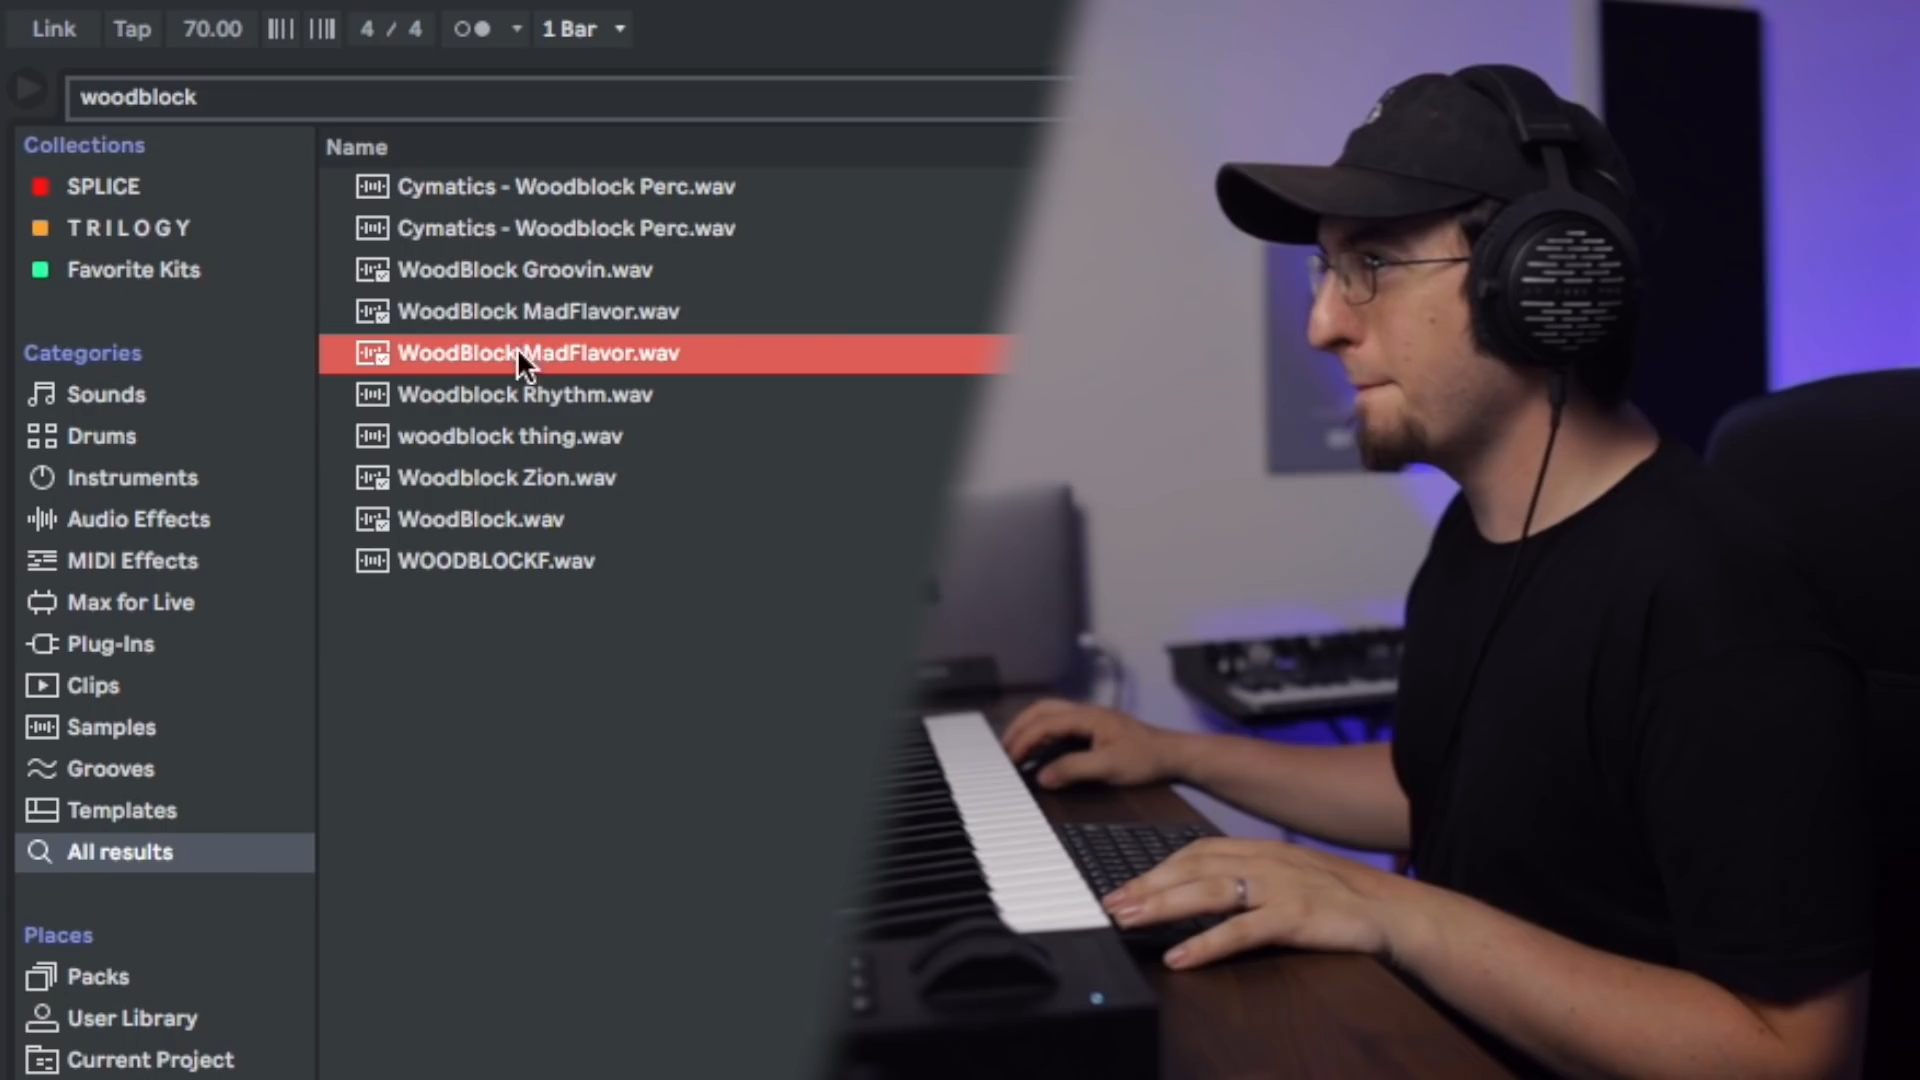 Link Tap 70.00 4 / 4 1 Bar
woodblock
Collections
SPLICE
T R I L O G Y
Favorite Kits
Categories
Sounds
Drums
Instruments
Audio Effects
MIDI Effects
Max for Live
Plug-Ins
Clips
Samples
Grooves
Templates
All results
Places
Packs
User Library
Current Project
Name
Cymatics - Woodblock Perc.wav
Cymatics - Woodblock Perc.wav
WoodBlock Groovin.wav
WoodBlock MadFlavor.wav
WoodBlock MadFlavor.wav
Woodblock Rhythm.wav
woodblock thing.wav
Woodblock Zion.wav
WoodBlock.wav
WOODBLOCKF.wav